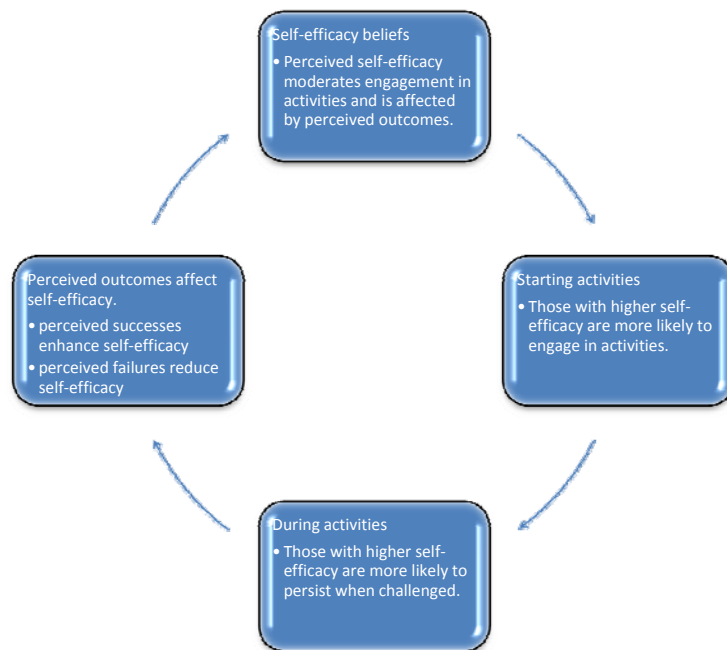 Self-efficacy beliefs
• Perceived self-efficacy
moderates engagement in
activities and is affected
by perceived outcomes.
Starting activities
• Those with higher self-
efficacy are more likely to
engage in activities.
During activities
• Those with higher self-
efficacy are more likely to
persist when challenged.
Perceived outcomes affect
self-efficacy.
• perceived successes
enhance self-efficacy
• perceived failures reduce
self-efficacy